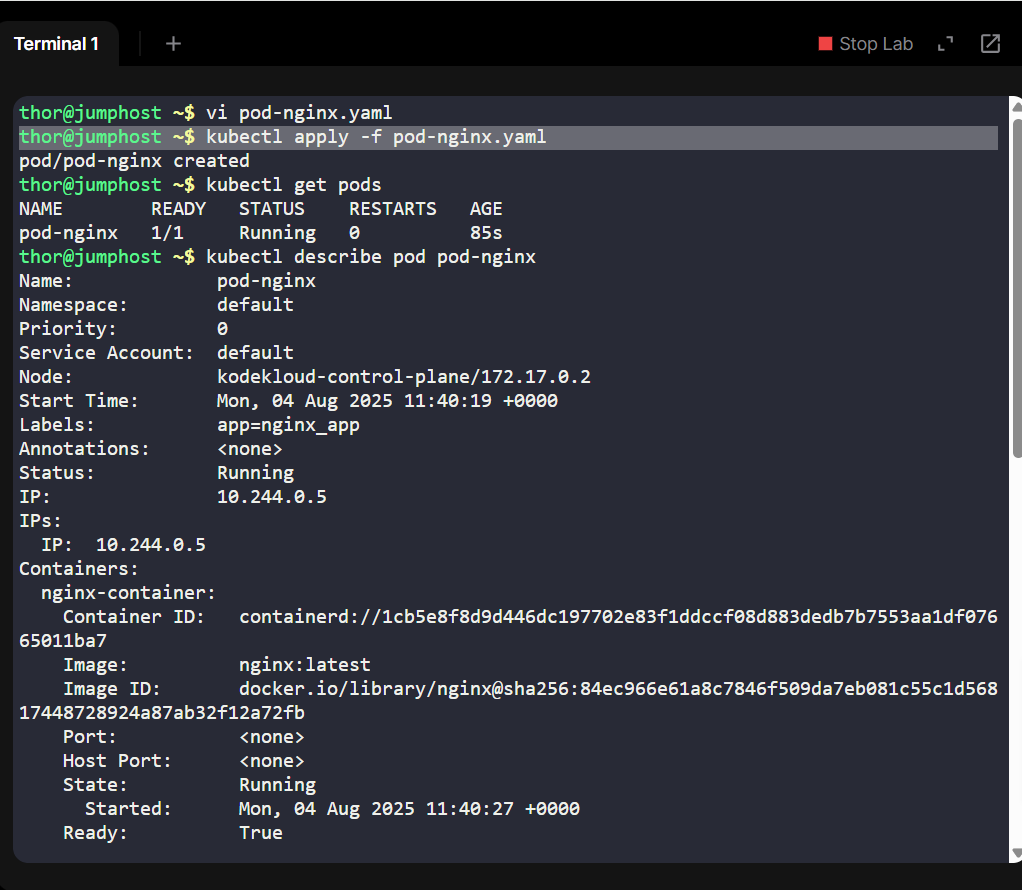 Terminal 1 + Stop Lab
thor@jumphost ~$ vi pod-nginx.yaml
thor@jumphost ~$ kubectl apply -f pod-nginx.yaml
pod/pod-nginx created
thor@jumphost ~$ kubectl get pods
NAME        READY   STATUS    RESTARTS   AGE
pod-nginx   1/1     Running   0          85s
thor@jumphost ~$ kubectl describe pod pod-nginx
Name:             pod-nginx
Namespace:        default
Priority:         0
Service Account:  default
Node:             kodekloud-control-plane/172.17.0.2
Start Time:       Mon, 04 Aug 2025 11:40:19 +0000
Labels:           app=nginx_app
Annotations:      <none>
Status:           Running
IP:               10.244.0.5
IPs:
  IP:  10.244.0.5
Containers:
  nginx-container:
    Container ID:   containerd://1cb5e8f8d9d446dc197702e83f1ddccf08d883dedb7b7553aa1df076
65011ba7
    Image:          nginx:latest
    Image ID:       docker.io/library/nginx@sha256:84ec966e61a8c7846f509da7eb081c55c1d568
17448728924a87ab32f12a72fb
    Port:           <none>
    Host Port:      <none>
    State:          Running
      Started:      Mon, 04 Aug 2025 11:40:27 +0000
    Ready:          True